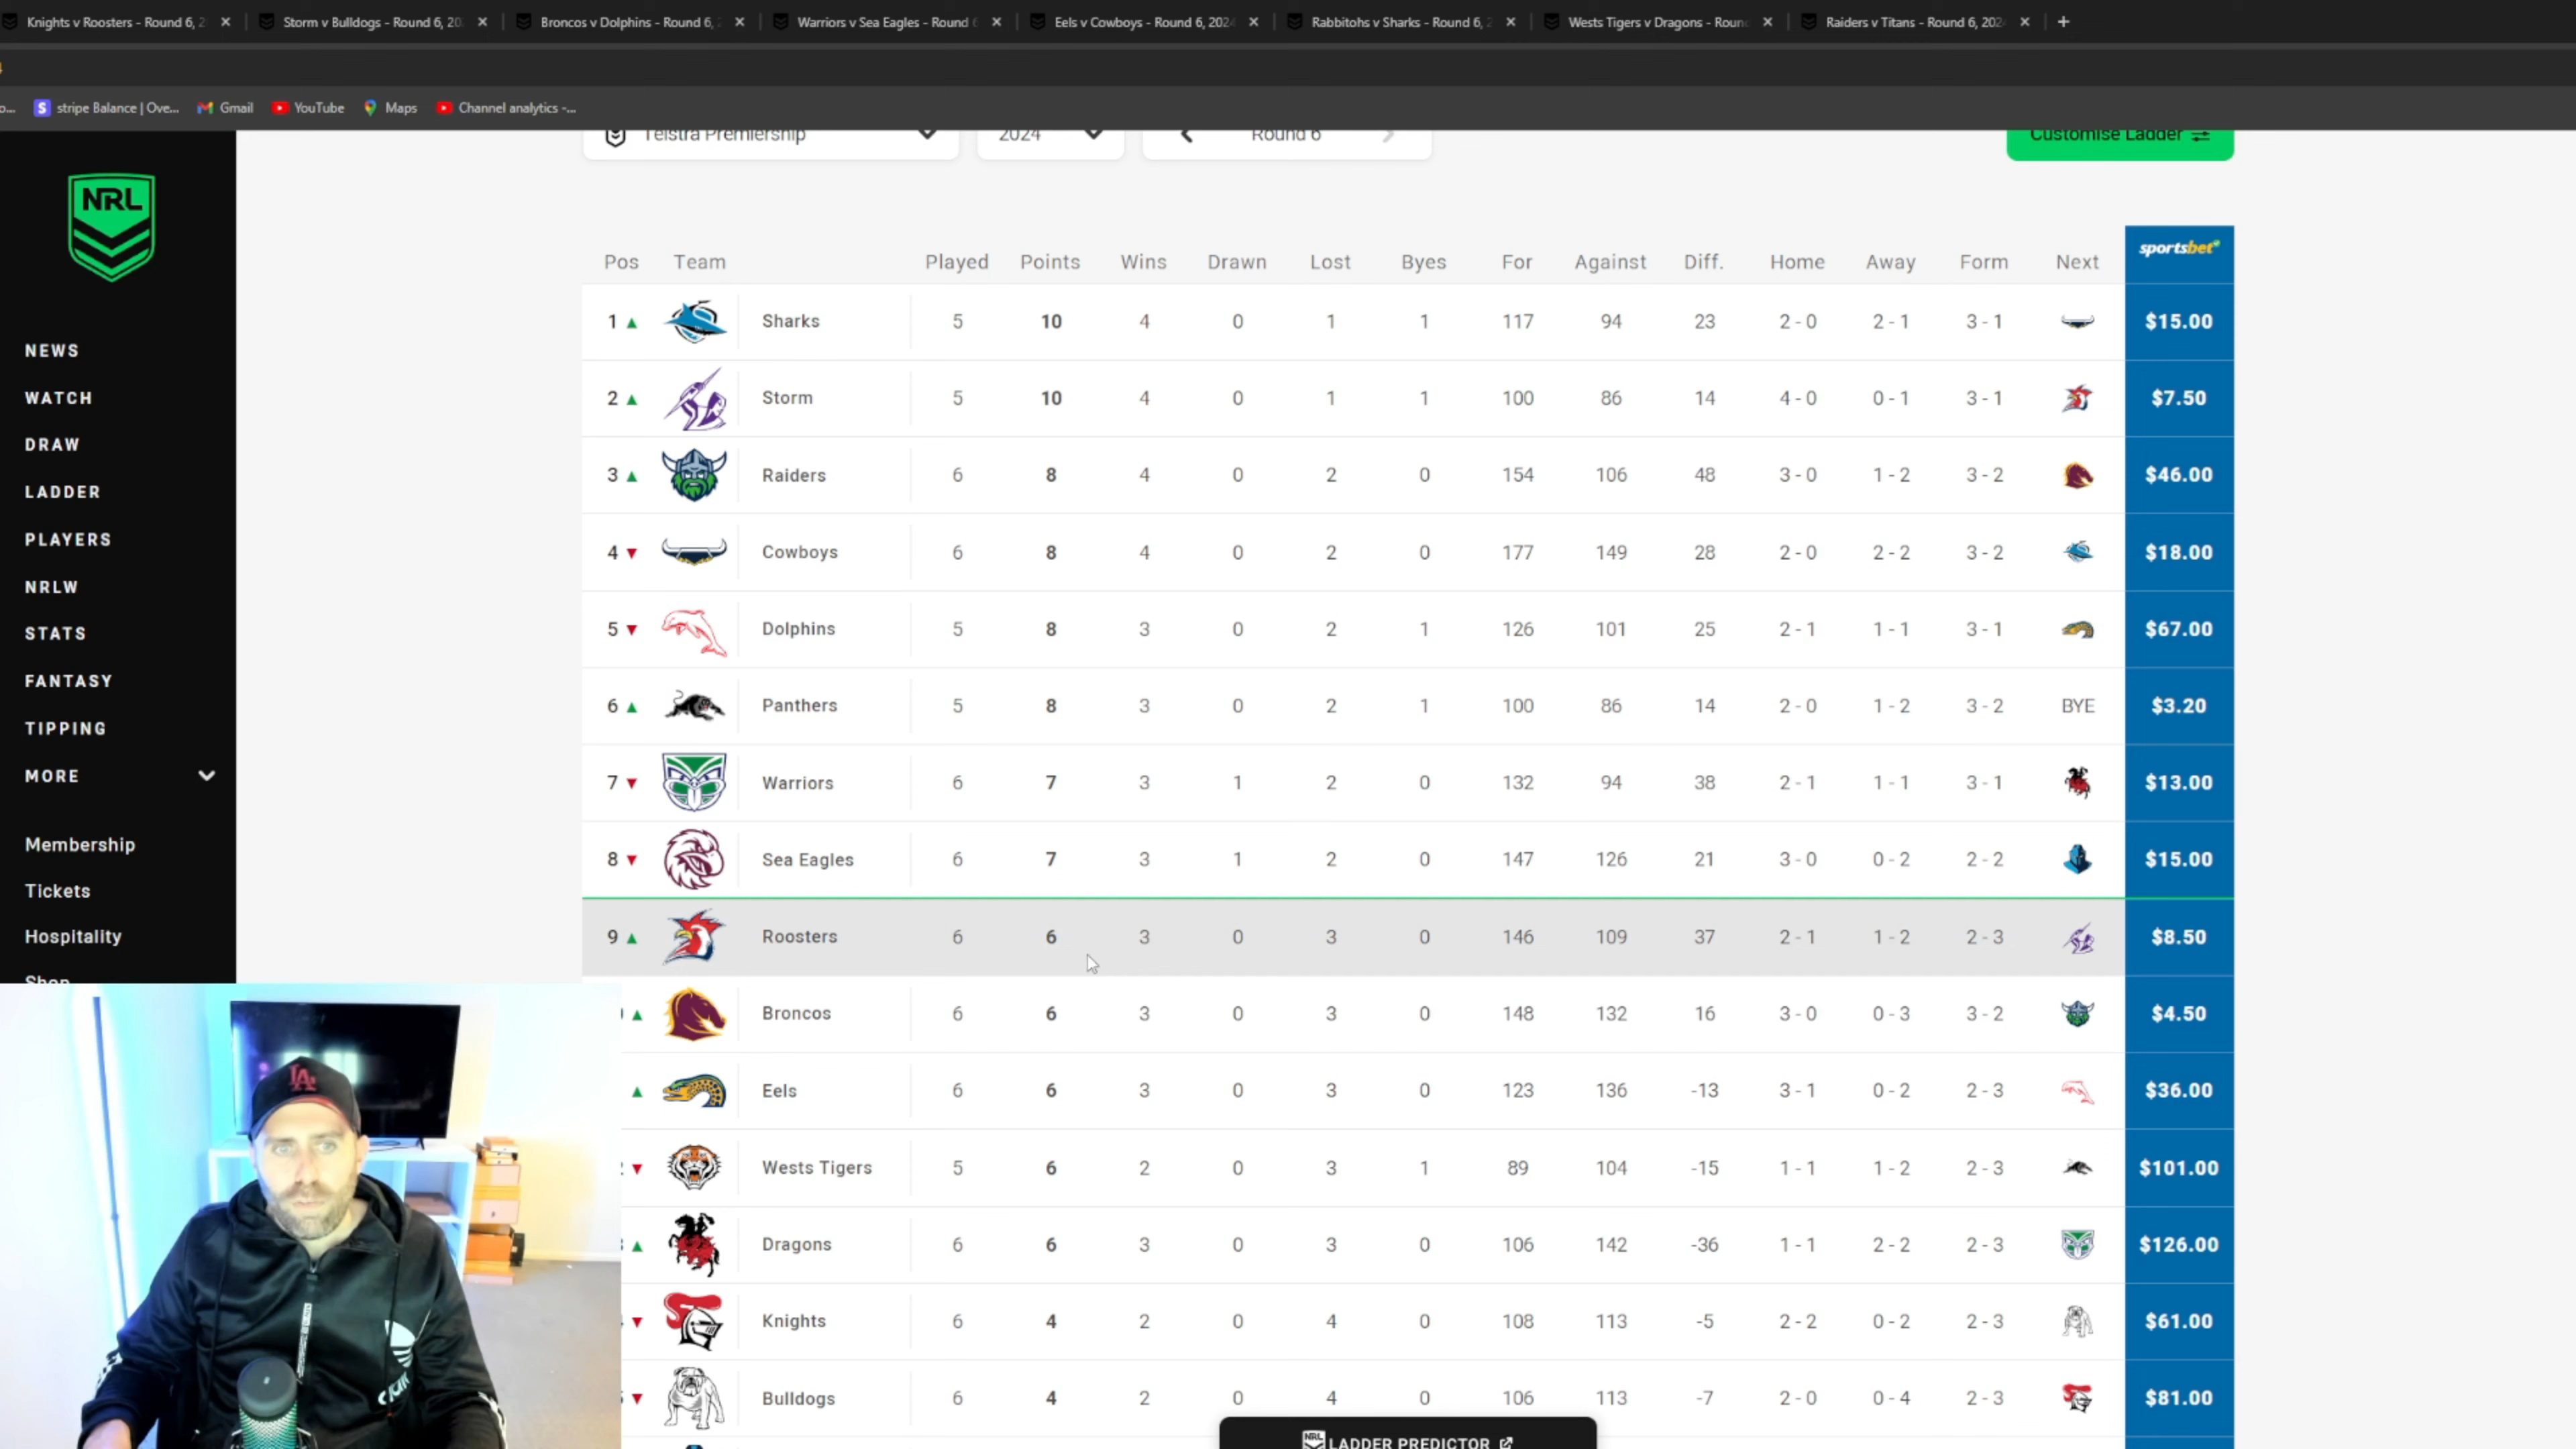 Knights v Roosters - Round 6, 2 Storm v Bulldogs - Round 6, 20 Broncos v Dolphins - Round 6, Warriors v Sea Eagles - Round 6 Eels v Cowboys - Round 6, 2024 Rabbitohs v Sharks - Round 6, 2 Wests Tigers v Dragons - Roun Raiders v Titans - Round 6, 202
o... stripe Balance | Ove... Gmail YouTube Maps Channel analytics -...
Telstra Premiership 2024 Round 6 Customise Ladder
NRL
NEWS
WATCH
DRAW
LADDER
PLAYERS
NRLW
STATS
FANTASY
TIPPING
MORE
Membership
Tickets
Hospitality
Shop
Pos Team Played Points Wins Drawn Lost Byes For Against Diff. Home Away Form Next sportsbet
1 Sharks 5 10 4 0 1 1 117 94 23 2 - 0 2 - 1 3 - 1 $15.00
2 Storm 5 10 4 0 1 1 100 86 14 4 - 0 0 - 1 3 - 1 $7.50
3 Raiders 6 8 4 0 2 0 154 106 48 3 - 0 1 - 2 3 - 2 $46.00
4 Cowboys 6 8 4 0 2 0 177 149 28 2 - 0 2 - 2 3 - 2 $18.00
5 Dolphins 5 8 3 0 2 1 126 101 25 2 - 1 1 - 1 3 - 1 $67.00
6 Panthers 5 8 3 0 2 1 100 86 14 2 - 0 1 - 2 3 - 2 BYE $3.20
7 Warriors 6 7 3 1 2 0 132 94 38 2 - 1 1 - 1 3 - 1 $13.00
8 Sea Eagles 6 7 3 1 2 0 147 126 21 3 - 0 0 - 2 2 - 2 $15.00
9 Roosters 6 6 3 0 3 0 146 109 37 2 - 1 1 - 2 2 - 3 $8.50
Broncos 6 6 3 0 3 0 148 132 16 3 - 0 0 - 3 3 - 2 $4.50
Eels 6 6 3 0 3 0 123 136 -13 3 - 1 0 - 2 2 - 3 $36.00
Wests Tigers 5 6 2 0 3 1 89 104 -15 1 - 1 1 - 2 2 - 3 $101.00
Dragons 6 6 3 0 3 0 106 142 -36 1 - 1 2 - 2 2 - 3 $126.00
Knights 6 4 2 0 4 0 108 113 -5 2 - 2 0 - 2 2 - 3 $61.00
Bulldogs 6 4 2 0 4 0 106 113 -7 2 - 0 0 - 4 2 - 3 $81.00
NRL LADDER PREDICTOR
LA